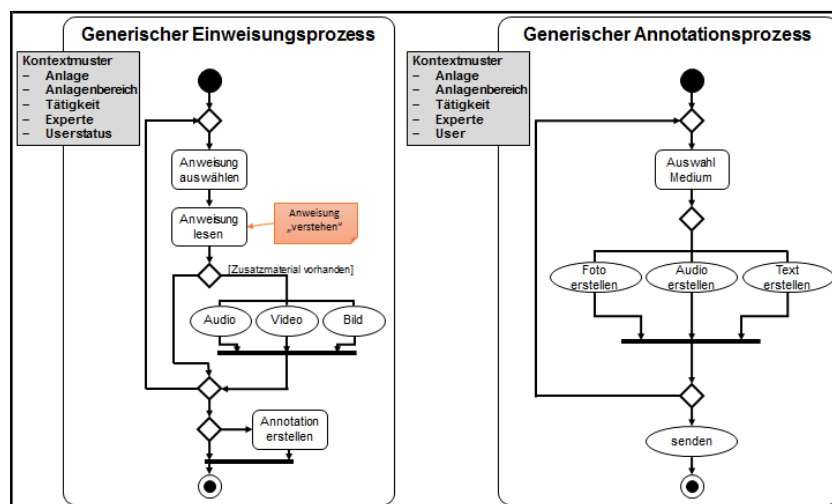 Generischer Einweisungsprozess
Kontextmuster
– Anlage
– Anlagenbereich
– Tätigkeit
– Experte
– Userstatus
Anweisung
auswählen
Anweisung
lesen
Anweisung
„verstehen“
[Zusatzmaterial vorhanden]
Audio
Video
Bild
Annotation
erstellen
Generischer Annotationsprozess
Kontextmuster
– Anlage
– Anlagenbereich
– Tätigkeit
– Experte
– User
Auswahl
Medium
Foto
erstellen
Audio
erstellen
Text
erstellen
senden